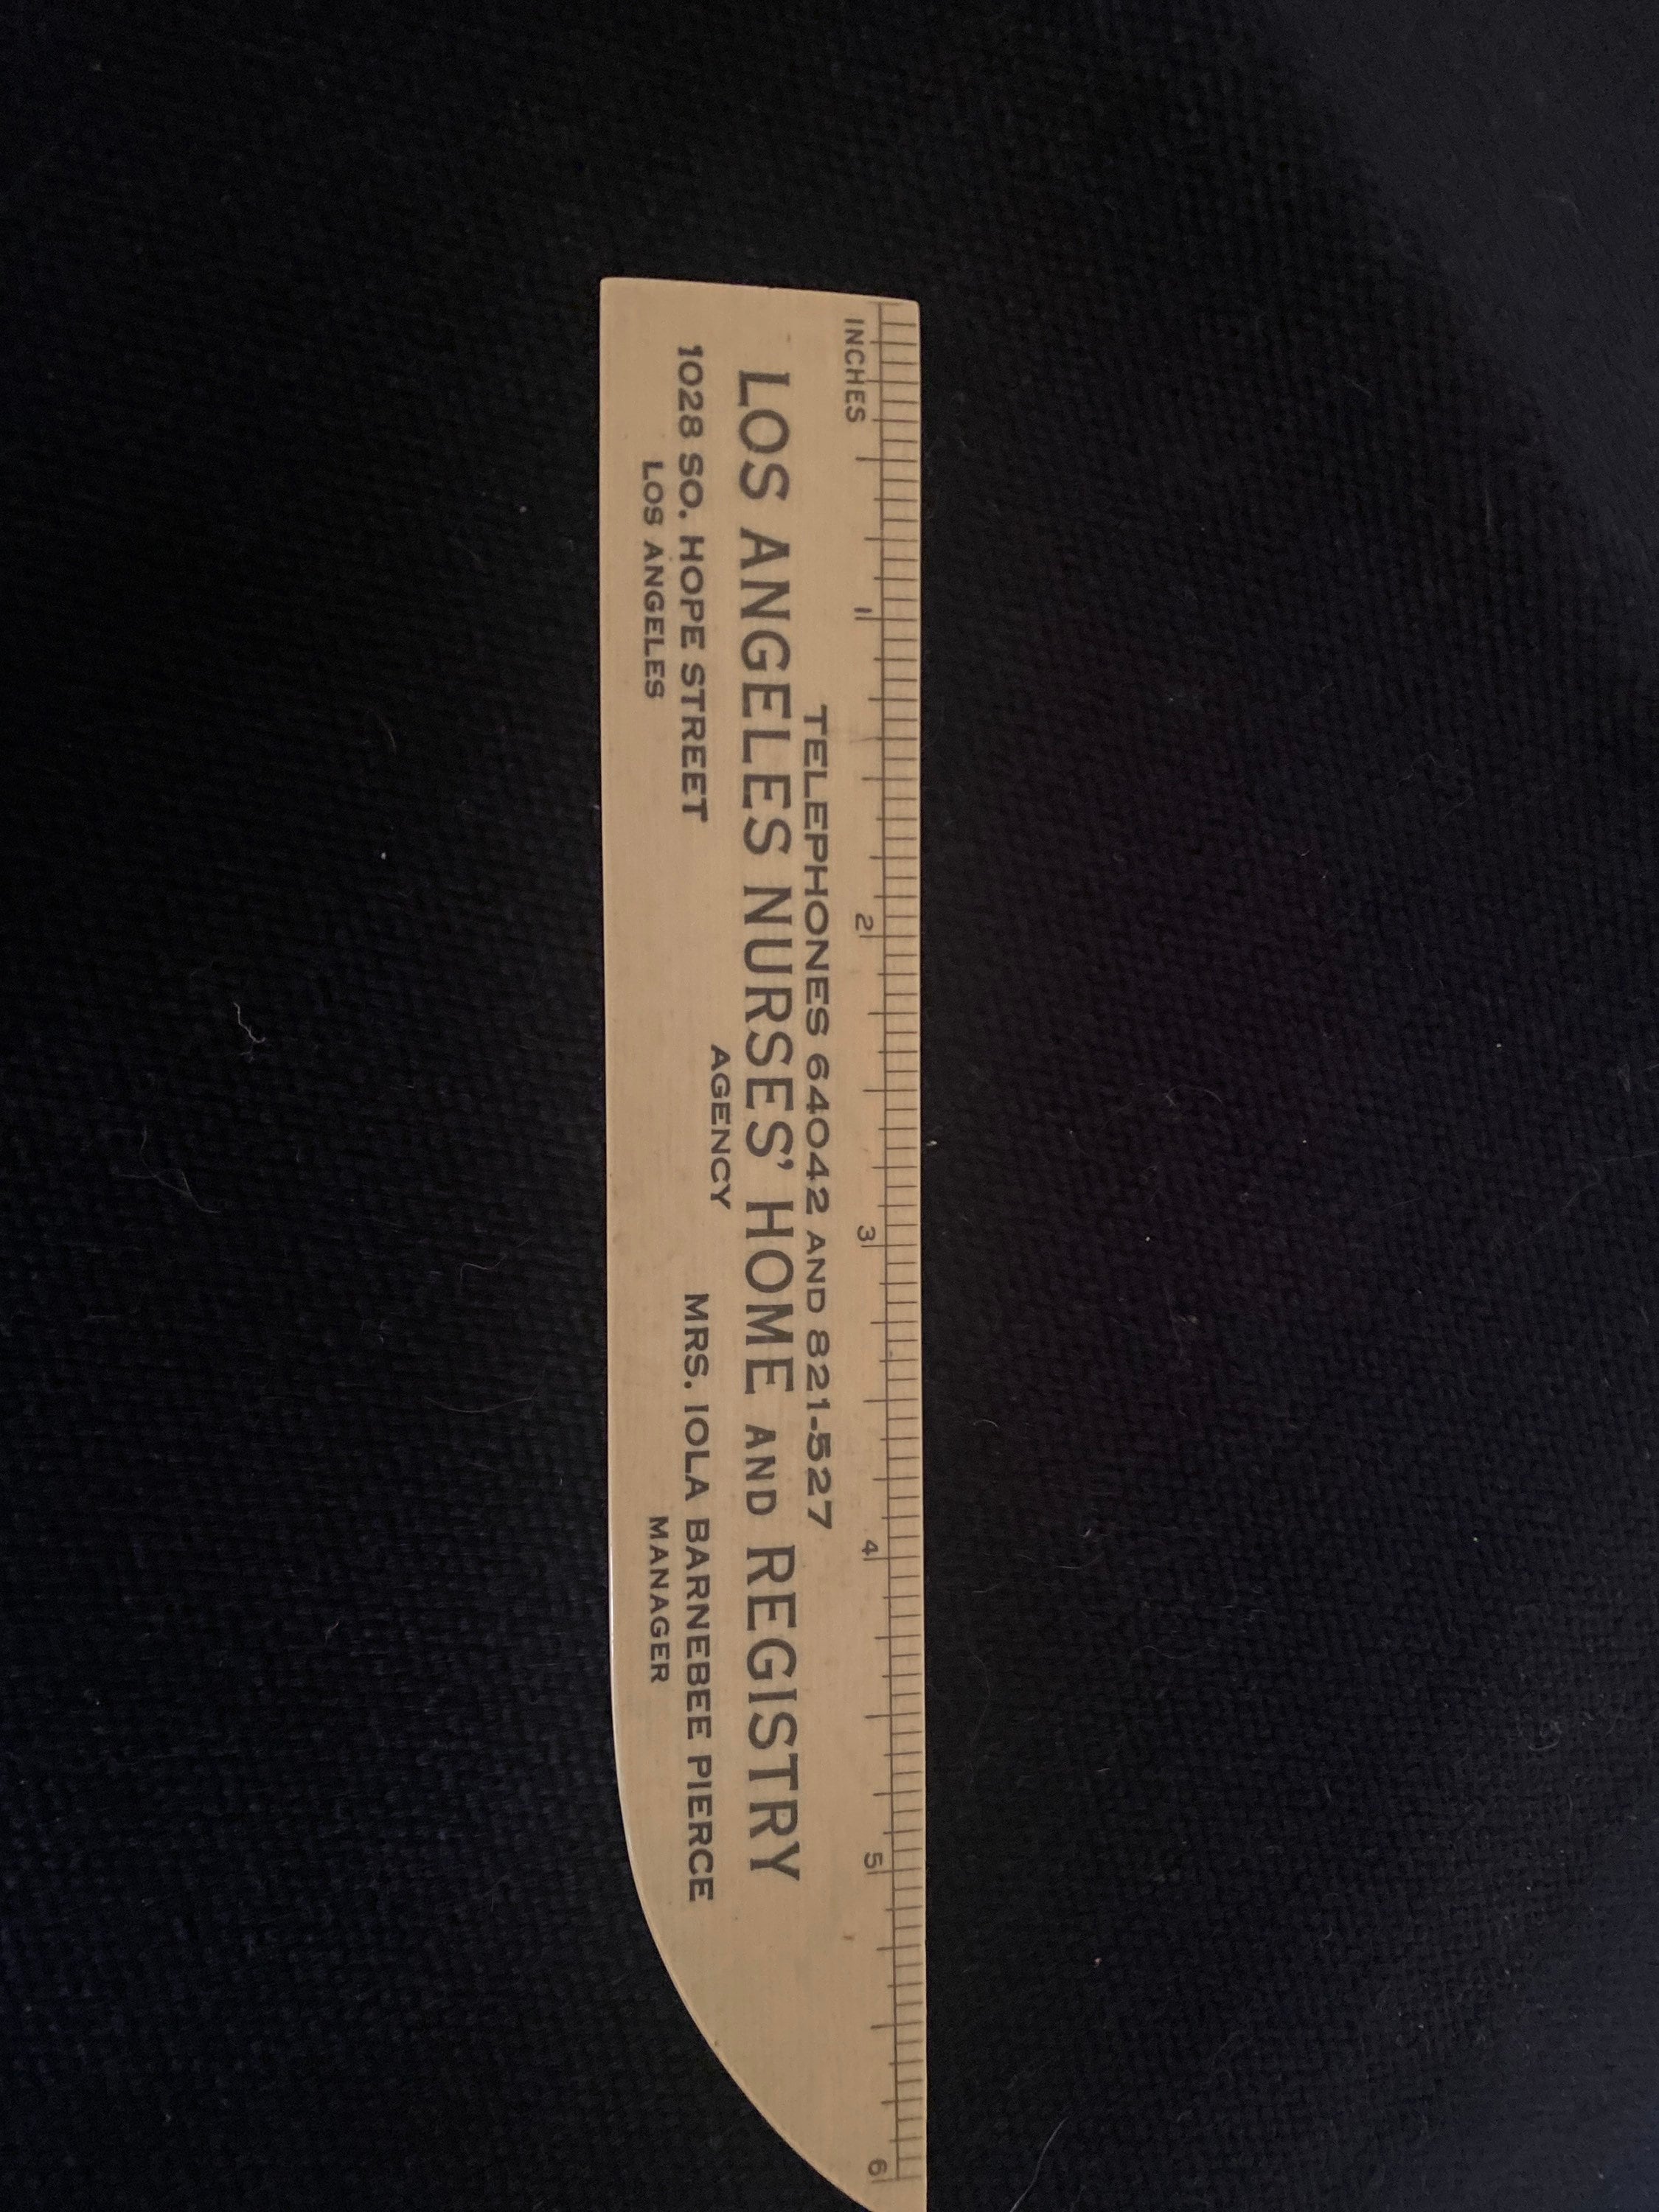 INCHES 1 2 3 4 5 6
TELEPHONES 64042 AND 821-527
LOS ANGELES NURSES' HOME AND REGISTRY
AGENCY
1028 SO. HOPE STREET
LOS ANGELES
MRS. IOLA BARNEBEE PIERCE
MANAGER